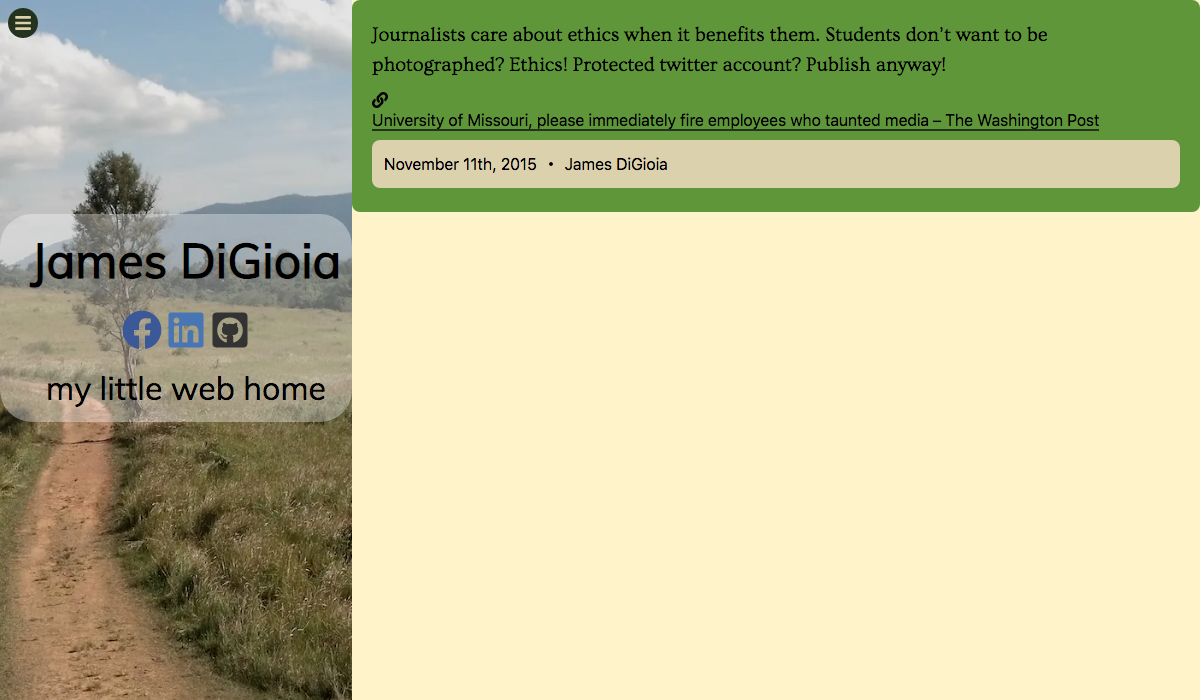 James DiGioia
my little web home
Journalists care about ethics when it benefits them. Students don’t want to be
photographed? Ethics! Protected twitter account? Publish anyway!
University of Missouri, please immediately fire employees who taunted media – The Washington Post
November 11th, 2015 • James DiGioia